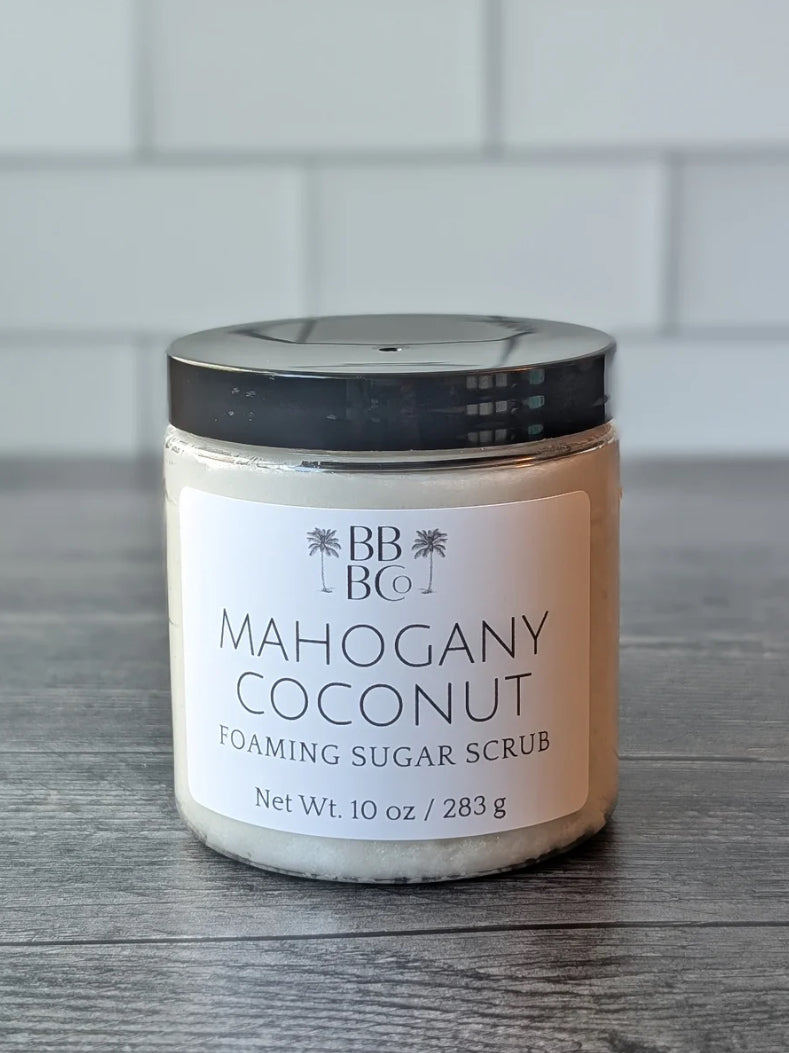 BB
BCo
MAHOGANY
COCONUT
FOAMING SUGAR SCRUB
Net Wt. 10 oz / 283 g